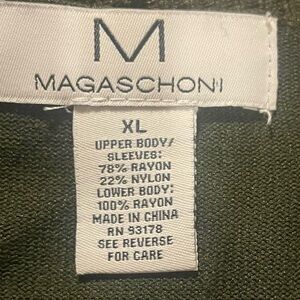 M
MAGASCHONI
XL
UPPER BODY/
SLEEVES:
78% RAYON
22% NYLON
LOWER BODY:
100% RAYON
MADE IN CHINA
RN 93178
SEE REVERSE
FOR CARE